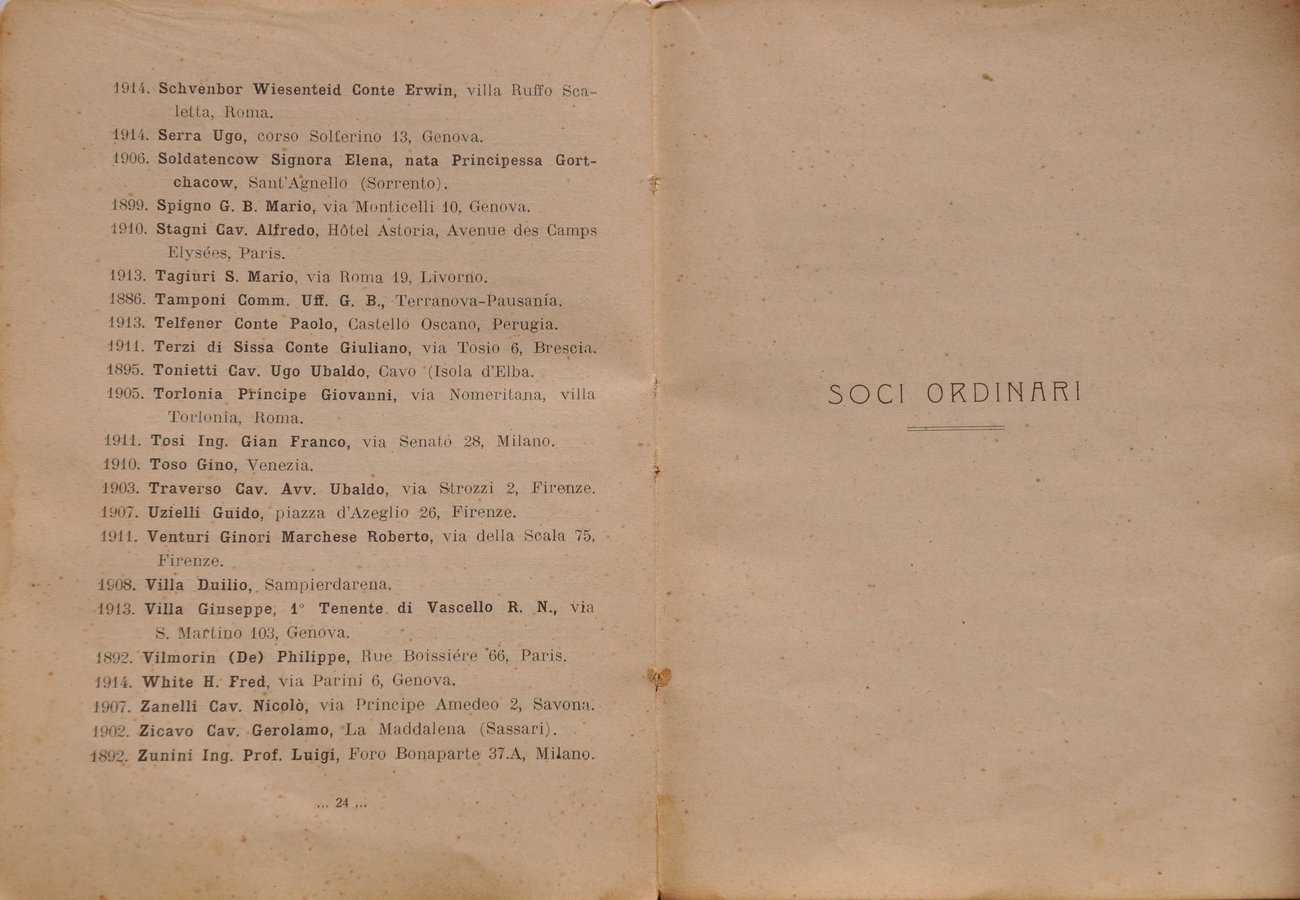 1914. Schvenbor Wiesenteid Conte Erwin, villa Ruffo Sca-
letta, Roma.
1914. Serra Ugo, corso Solferino 13, Genova.
1906. Soldatencow Signora Elena, nata Principessa Gort-
chacow, Sant'Agnello (Sorrento).
1899. Spigno G. B. Mario, via Monticelli 10, Genova.
1910. Stagni Cav. Alfredo, Hôtel Astoria, Avenue des Camps
Elysées, Paris.
1913. Tagiuri S. Mario, via Roma 19, Livorno.
1886. Tamponi Comm. Uff. G. B., Terranova-Pausania.
1913. Telfener Conte Paolo, Castello Oscano, Perugia.
1911. Terzi di Sissa Conte Giuliano, via Tosio 6, Brescia.
1895. Tonietti Cav. Ugo Ubaldo, Cavo (Isola d'Elba.
1905. Torlonia Principe Giovanni, via Nomeritana, villa
Torlonia, Roma.
1911. Tosi Ing. Gian Franco, via Senato 28, Milano.
1910. Toso Gino, Venezia.
1903. Traverso Cav. Avv. Ubaldo, via Strozzi 2, Firenze.
1907. Uzielli Guido, piazza d'Azeglio 26, Firenze.
1911. Venturi Ginori Marchese Roberto, via della Scala 75,
Firenze.
1908. Villa Duilio, Sampierdarena.
1913. Villa Giuseppe, 1° Tenente di Vascello R. N., via
S. Martino 103, Genova.
1892. Vilmorin (De) Philippe, Rue Boissiére 66, Paris.
1914. White H. Fred, via Parini 6, Genova.
1907. Zanelli Cav. Nicolò, via Principe Amedeo 2, Savona.
1902. Zicavo Cav. Gerolamo, La Maddalena (Sassari).
1892. Zunini Ing. Prof. Luigi, Foro Bonaparte 37.A, Milano.
... 24 ...
SOCI ORDINARI